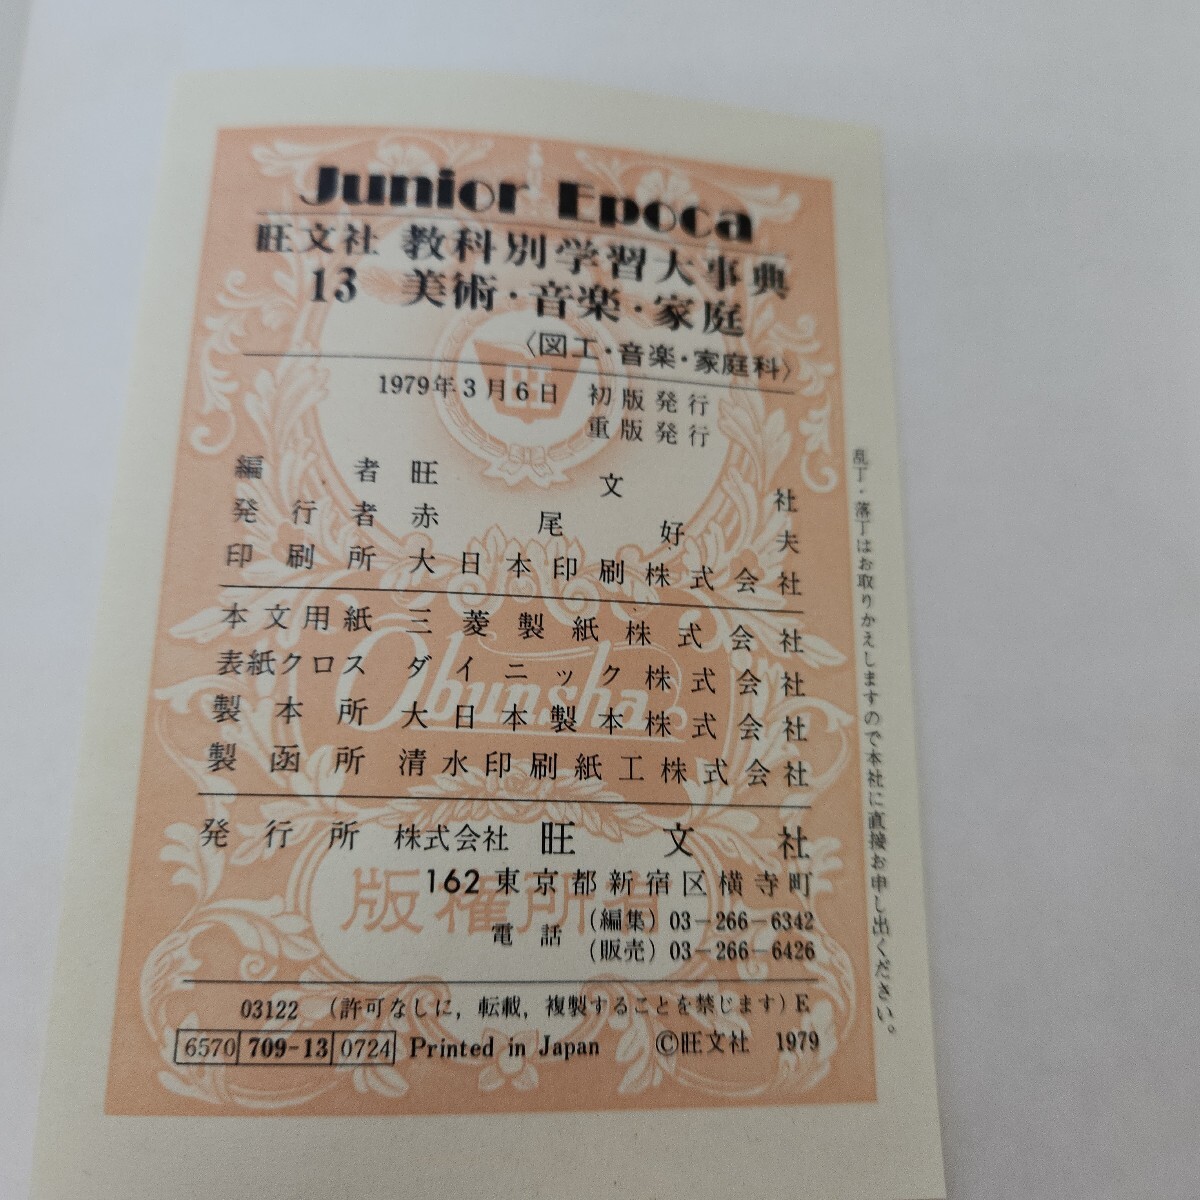 Junior Epoca
旺文社 教科別学習大事典
13 美術・音楽・家庭
〈図工・音楽・家庭科〉
1979年3月6日 初版発行
重版発行
編者 旺文社
発行者 赤尾好夫
印刷所 大日本印刷株式会社
本文用紙 三菱製紙株式会社
表紙クロス ダイニック株式会社
製本所 大日本製本株式会社
製函所 清水印刷紙工株式会社
発行所 株式会社 旺文社
162 東京都新宿区横寺町
電話 (編集) 03-266-6342
(販売) 03-266-6426
03122 (許可なしに, 転載, 複製することを禁じます) E
6570 709-13 0724 Printed in Japan ©旺文社 1979
乱丁・落丁はお取りかえしますので本社に直接お申し出ください。
旺
Obunsha
版權所有